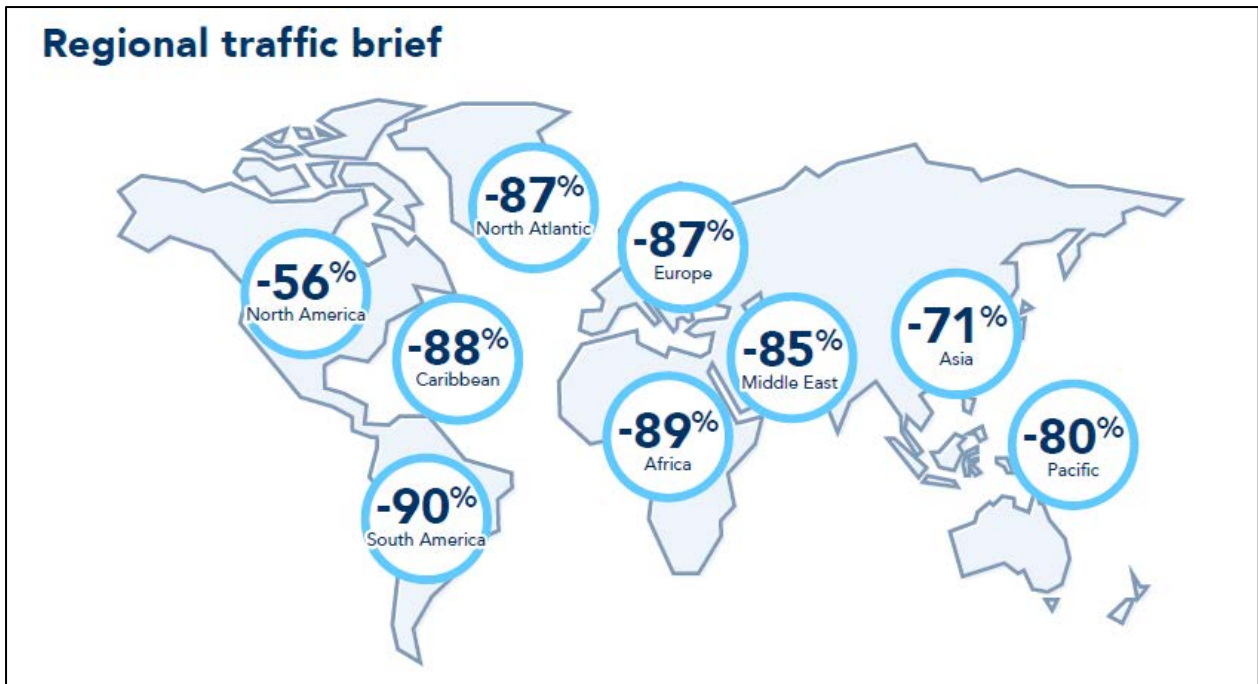 Regional traffic brief
-87%
North Atlantic
-87%
Europe
-56%
North America
-88%
Caribbean
-85%
Middle East
-71%
Asia
-89%
Africa
-80%
Pacific
-90%
South America